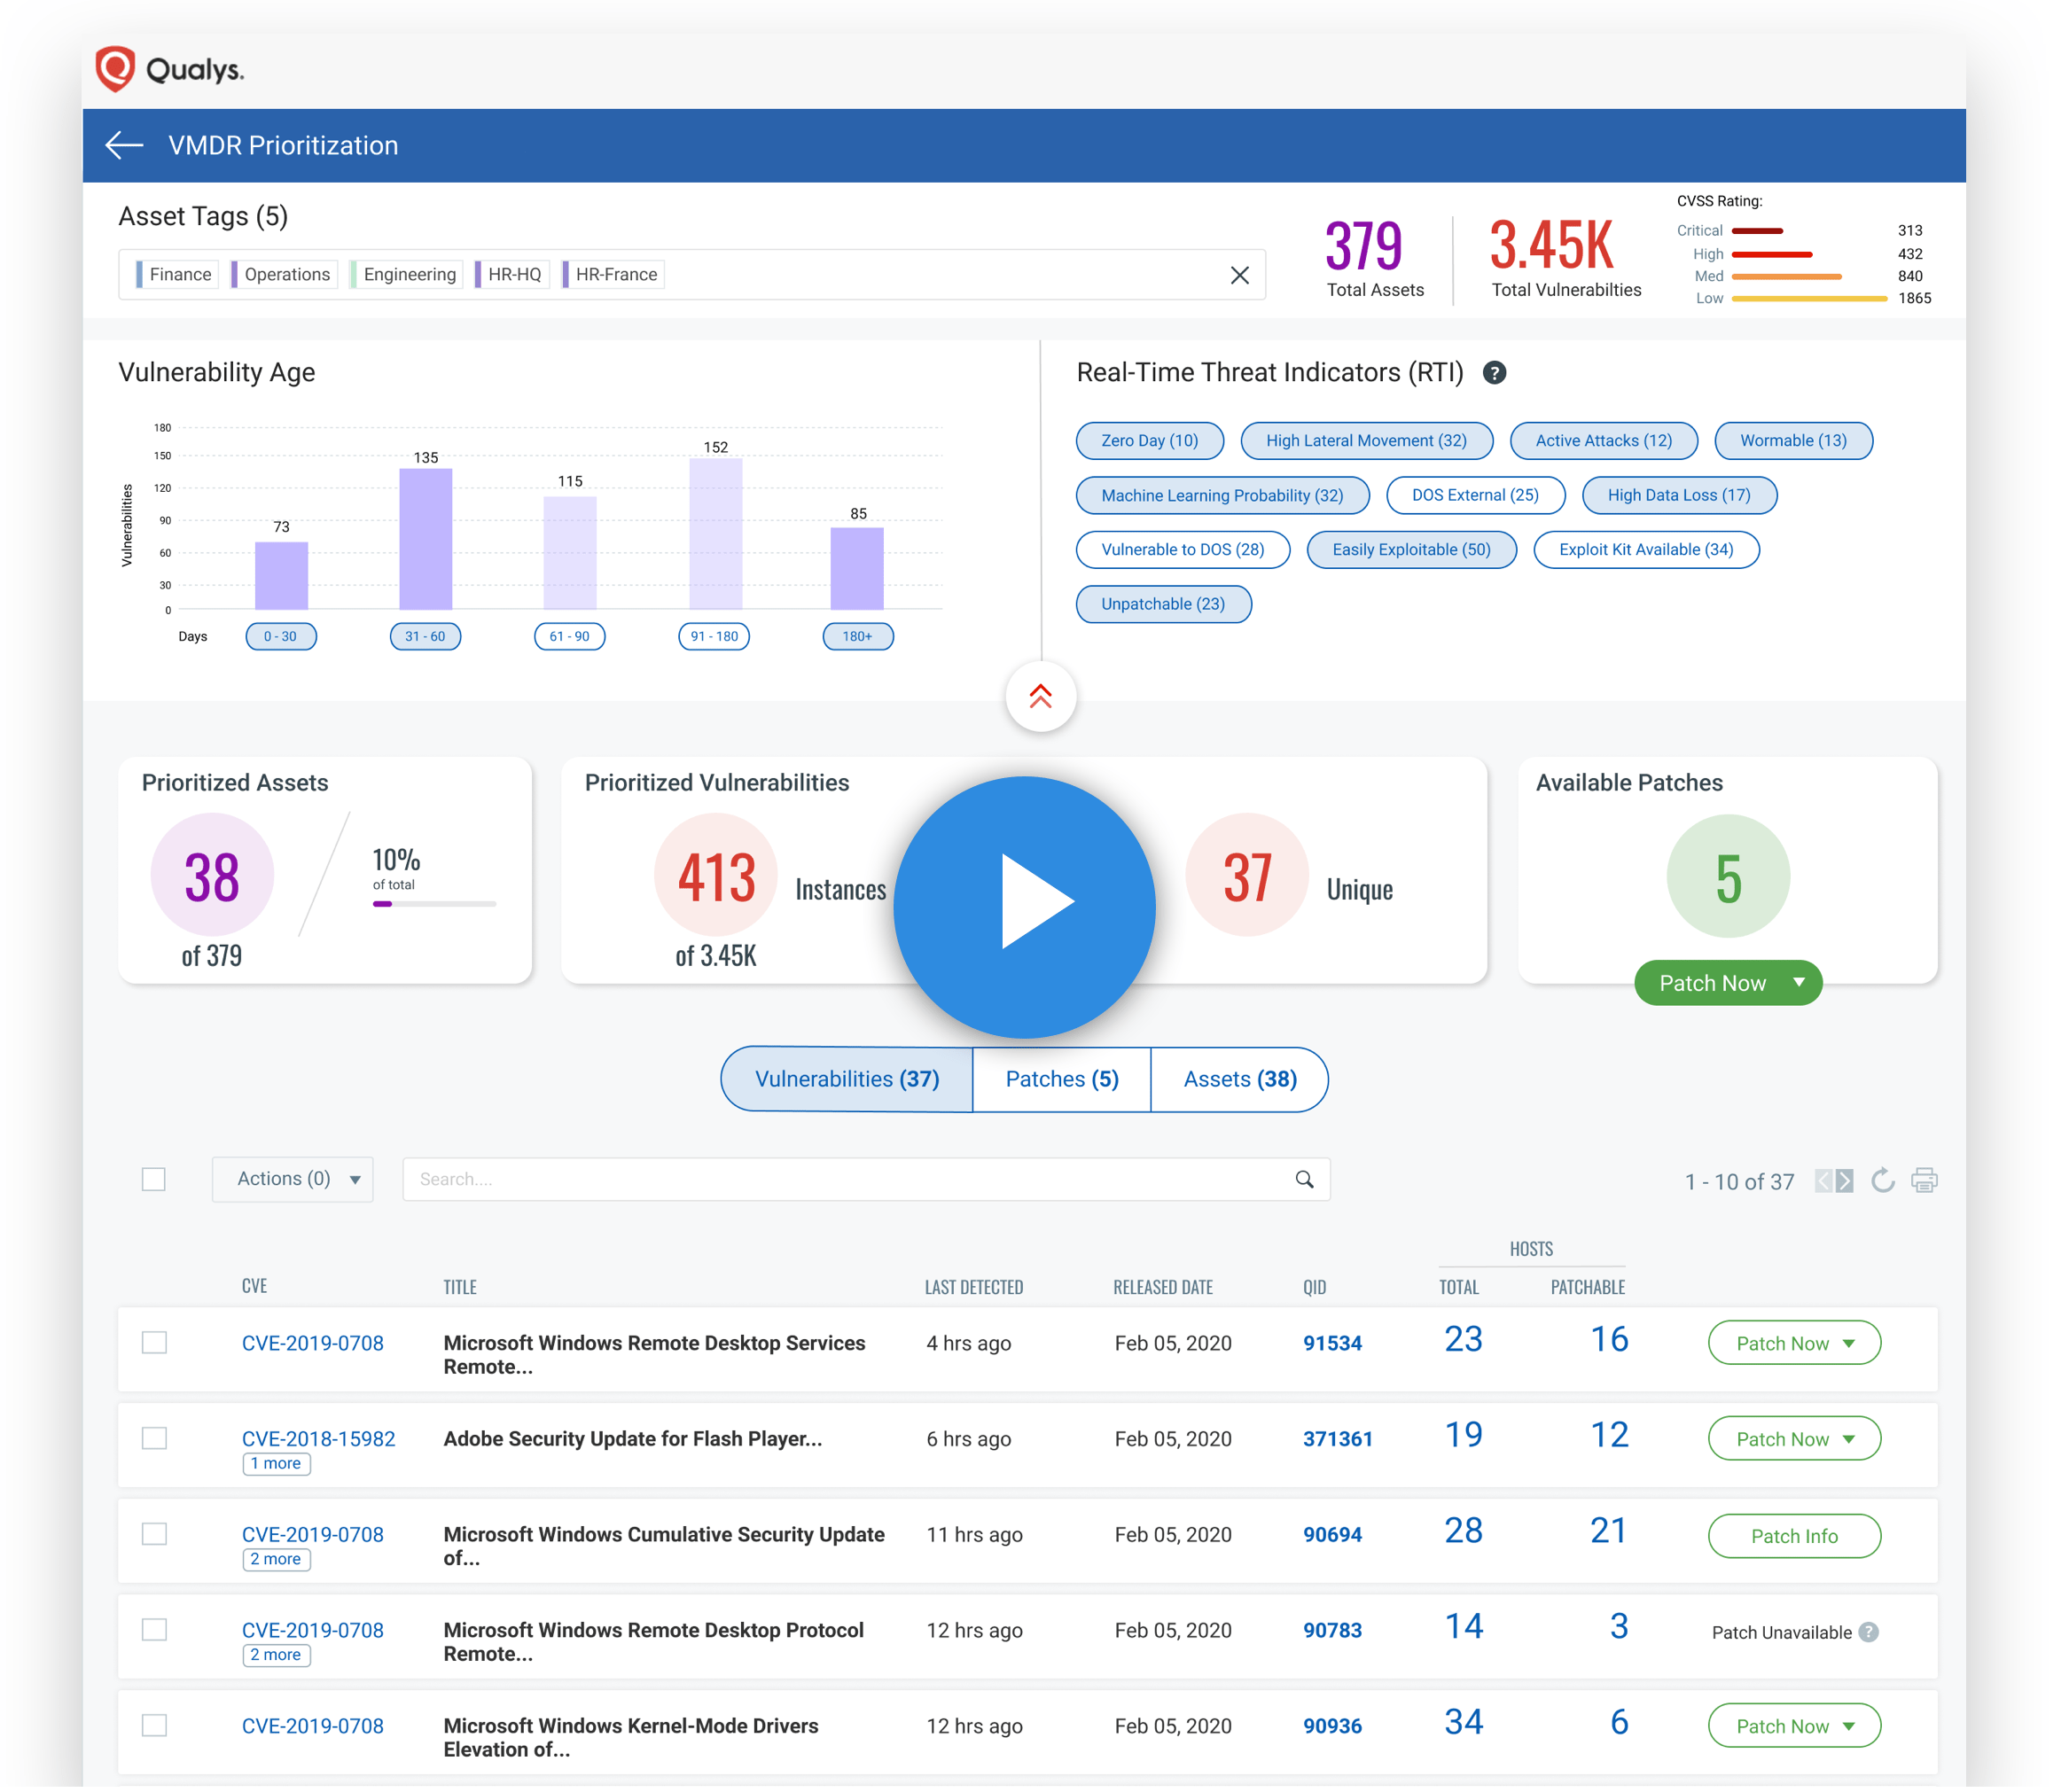 Qualys.
VMDR Prioritization
Asset Tags (5)
Finance Operations Engineering HR-HQ HR-France
379
Total Assets
3.45K
Total Vulnerabilties
CVSS Rating:
Critical 313
High 432
Med 840
Low 1865
Vulnerability Age
Vulnerabilities
180
150
120
90
60
30
0
73
135
115
152
85
Days 0 - 30 31 - 60 61 - 90 91 - 180 180+
Real-Time Threat Indicators (RTI) ?
Zero Day (10) High Lateral Movement (32) Active Attacks (12) Wormable (13)
Machine Learning Probability (32) DOS External (25) High Data Loss (17)
Vulnerable to DOS (28) Easily Exploitable (50) Exploit Kit Available (34)
Unpatchable (23)
Prioritized Assets
38
of 379
10%
of total
Prioritized Vulnerabilities
413 Instances
of 3.45K
37 Unique
Available Patches
5
Patch Now
Vulnerabilities (37) Patches (5) Assets (38)
Actions (0) Search.... 1 - 10 of 37
HOSTS
CVE TITLE LAST DETECTED RELEASED DATE QID TOTAL PATCHABLE
CVE-2019-0708 Microsoft Windows Remote Desktop Services 4 hrs ago Feb 05, 2020 91534 23 16 Patch Now
Remote...
CVE-2018-15982 Adobe Security Update for Flash Player... 6 hrs ago Feb 05, 2020 371361 19 12 Patch Now
1 more
CVE-2019-0708 Microsoft Windows Cumulative Security Update 11 hrs ago Feb 05, 2020 90694 28 21 Patch Info
2 more of...
CVE-2019-0708 Microsoft Windows Remote Desktop Protocol 12 hrs ago Feb 05, 2020 90783 14 3 Patch Unavailable ?
2 more Remote...
CVE-2019-0708 Microsoft Windows Kernel-Mode Drivers 12 hrs ago Feb 05, 2020 90936 34 6 Patch Now
Elevation of...